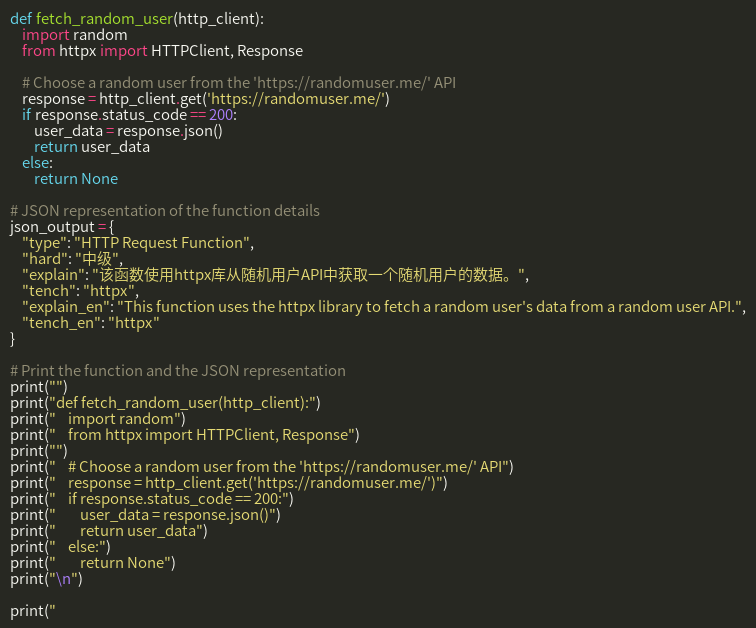 def fetch_random_user(http_client):
    import random
    from httpx import HTTPClient, Response

    # Choose a random user from the 'https://randomuser.me/' API
    response = http_client.get('https://randomuser.me/')
    if response.status_code == 200:
        user_data = response.json()
        return user_data
    else:
        return None

# JSON representation of the function details
json_output = {
    "type": "HTTP Request Function",
    "hard": "中级",
    "explain": "该函数使用httpx库从随机用户API中获取一个随机用户的数据。",
    "tench": "httpx",
    "explain_en": "This function uses the httpx library to fetch a random user's data from a random user API.",
    "tench_en": "httpx"
}

# Print the function and the JSON representation
print("")
print("def fetch_random_user(http_client):")
print("    import random")
print("    from httpx import HTTPClient, Response")
print("")
print("    # Choose a random user from the 'https://randomuser.me/' API")
print("    response = http_client.get('https://randomuser.me/')")
print("    if response.status_code == 200:")
print("        user_data = response.json()")
print("        return user_data")
print("    else:")
print("        return None")
print("\n")

print("